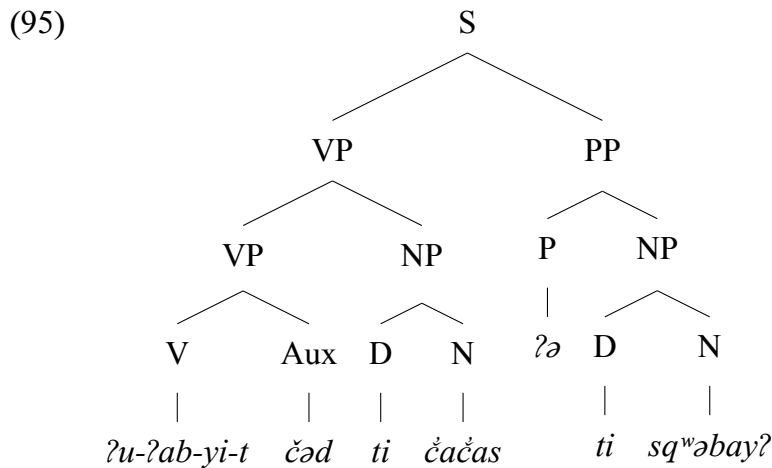 (95) S
VP PP
VP NP P NP
V Aux D N ʔə D N
ʔu-ʔab-yi-t čəd ti č̓ač̓as ti sqʷəbayʔ